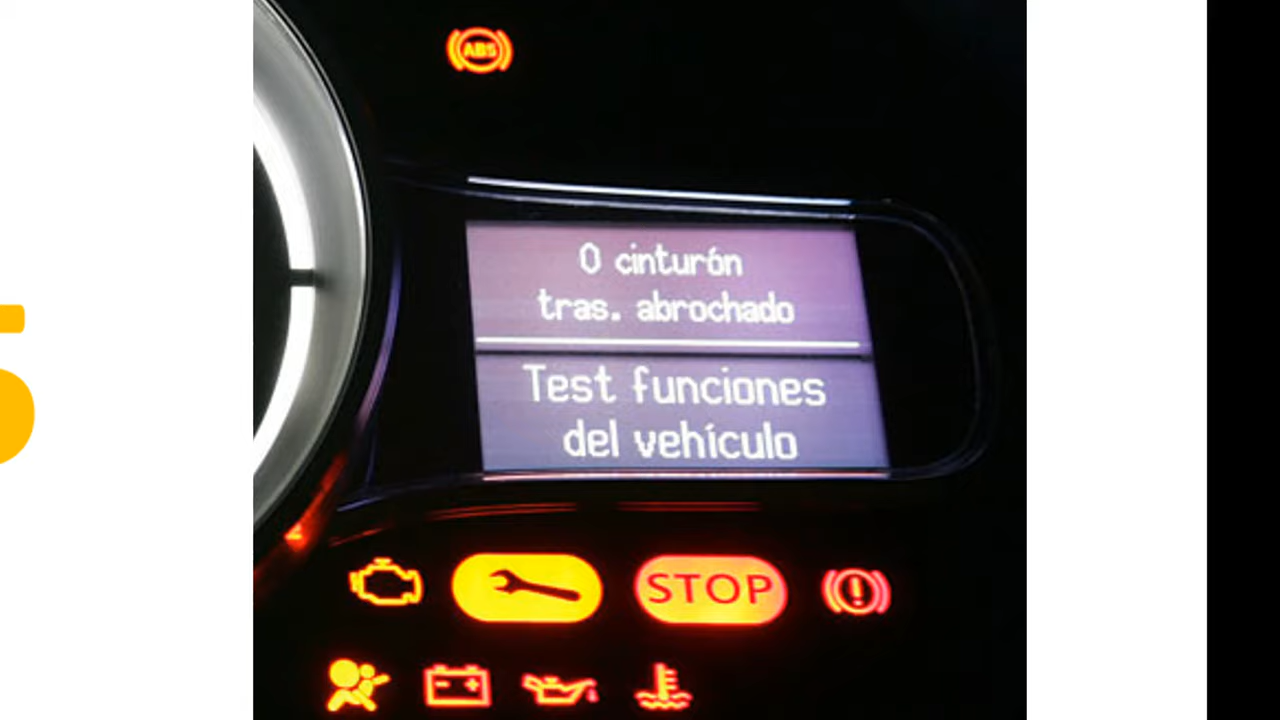 ABS
0 cinturón
tras. abrochado
Test funciones
del vehículo
STOP